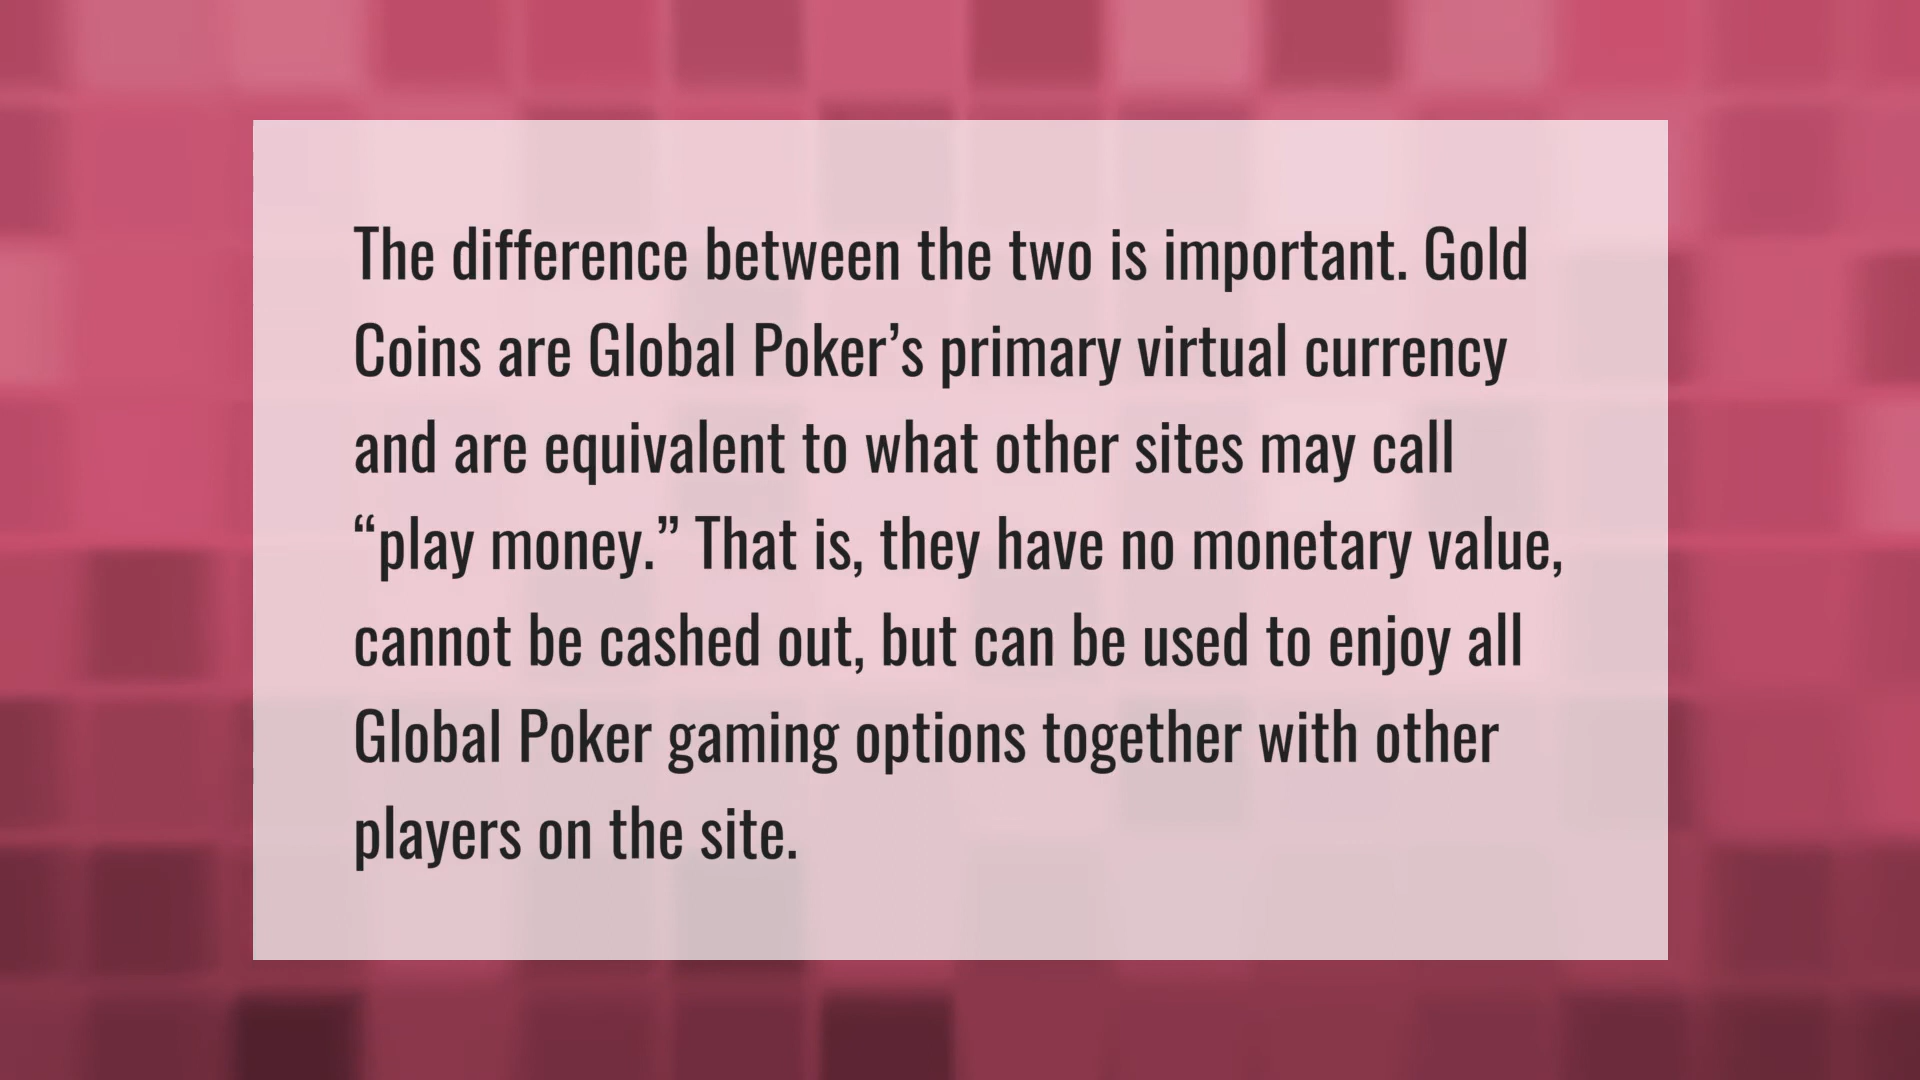 The difference between the two is important. Gold
Coins are Global Poker’s primary virtual currency
and are equivalent to what other sites may call
“play money.” That is, they have no monetary value,
cannot be cashed out, but can be used to enjoy all
Global Poker gaming options together with other
players on the site.